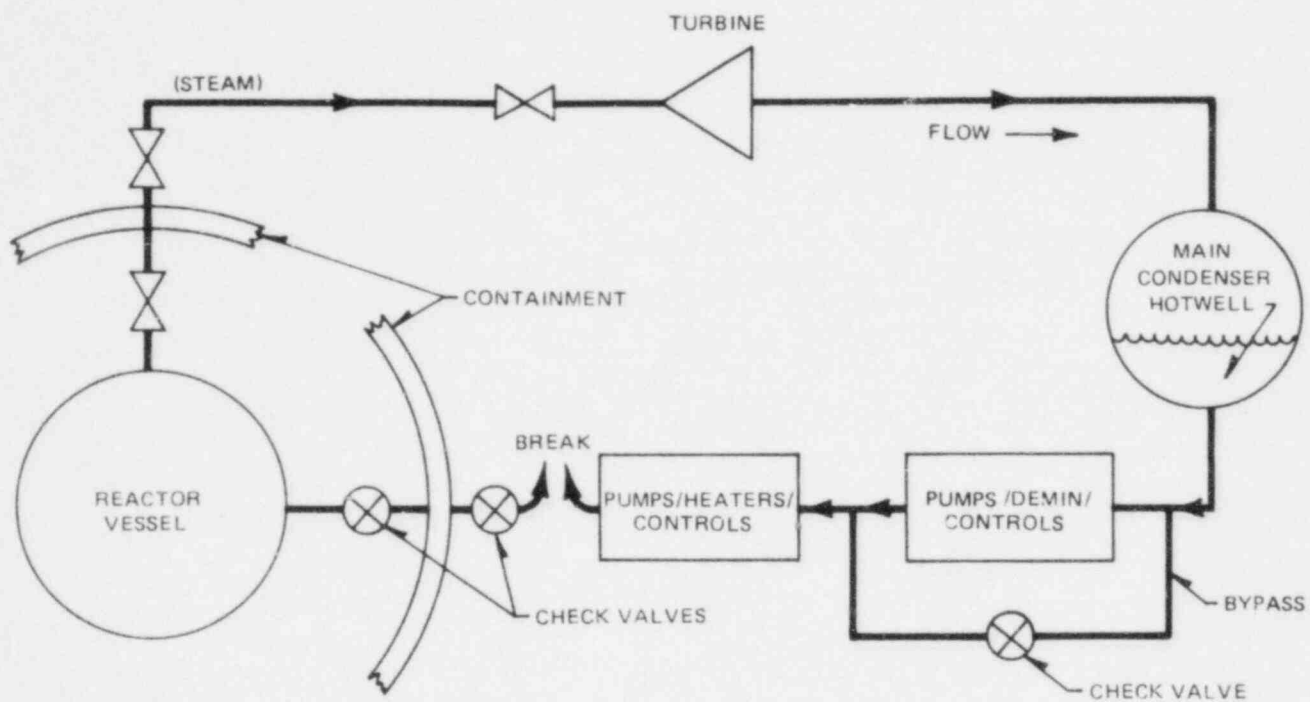 TURBINE
(STEAM)
FLOW
MAIN
CONDENSER
HOTWELL
CONTAINMENT
BREAK
REACTOR
VESSEL
PUMPS/HEATERS/
CONTROLS
PUMPS/DEMIN/
CONTROLS
CHECK VALVES
BYPASS
CHECK VALVE